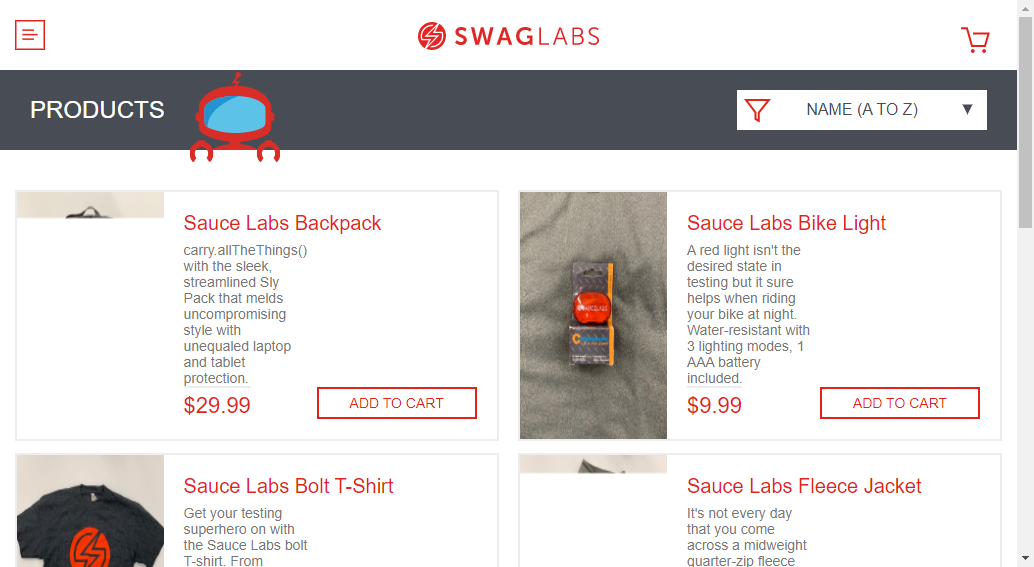 SWAGLABS
PRODUCTS
NAME (A TO Z)
Sauce Labs Backpack
carry.allTheThings()
with the sleek,
streamlined Sly
Pack that melds
uncompromising
style with
unequaled laptop
and tablet
protection.
$29.99
ADD TO CART
Sauce Labs Bike Light
A red light isn't the
desired state in
testing but it sure
helps when riding
your bike at night.
Water-resistant with
3 lighting modes, 1
AAA battery
included.
$9.99
ADD TO CART
Sauce Labs Bolt T-Shirt
Get your testing
superhero on with
the Sauce Labs bolt
T-shirt. From
Sauce Labs Fleece Jacket
It's not every day
that you come
across a midweight
quarter-zip fleece